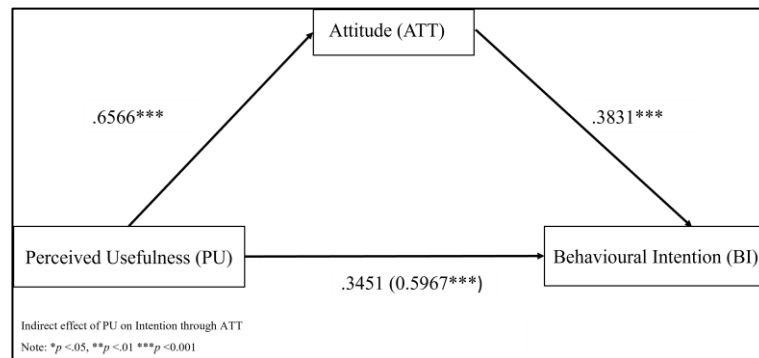 Attitude (ATT)
.6566***
.3831***
Perceived Usefulness (PU)
Behavioural Intention (BI)
.3451 (0.5967***)
Indirect effect of PU on Intention through ATT
Note: *p <.05, **p <.01 ***p <0.001